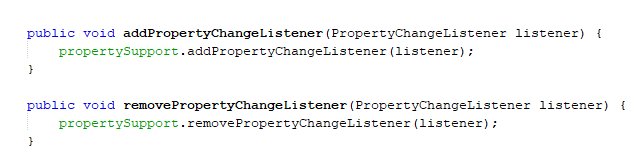 public void addPropertyChangeListener(PropertyChangeListener listener) {
    propertySupport.addPropertyChangeListener(listener);
}
public void removePropertyChangeListener(PropertyChangeListener listener) {
    propertySupport.removePropertyChangeListener(listener);
}